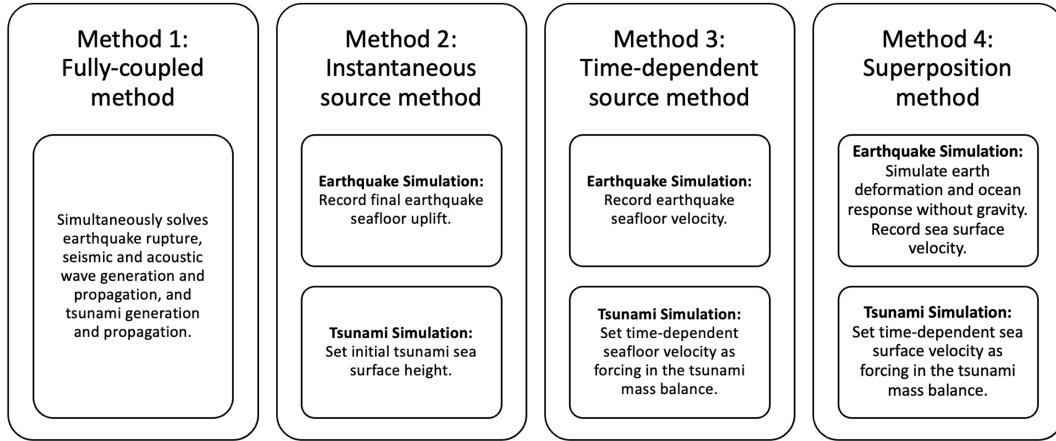 Method 1:
Fully-coupled
method
Simultaneously solves
earthquake rupture,
seismic and acoustic
wave generation and
propagation, and
tsunami generation
and propagation.
Method 2:
Instantaneous
source method
Earthquake Simulation:
Record final earthquake
seafloor uplift.
Tsunami Simulation:
Set initial tsunami sea
surface height.
Method 3:
Time-dependent
source method
Earthquake Simulation:
Record earthquake
seafloor velocity.
Tsunami Simulation:
Set time-dependent
seafloor velocity as
forcing in the tsunami
mass balance.
Method 4:
Superposition
method
Earthquake Simulation:
Simulate earth
deformation and ocean
response without gravity.
Record sea surface
velocity.
Tsunami Simulation:
Set time-dependent sea
surface velocity as
forcing in the tsunami
mass balance.